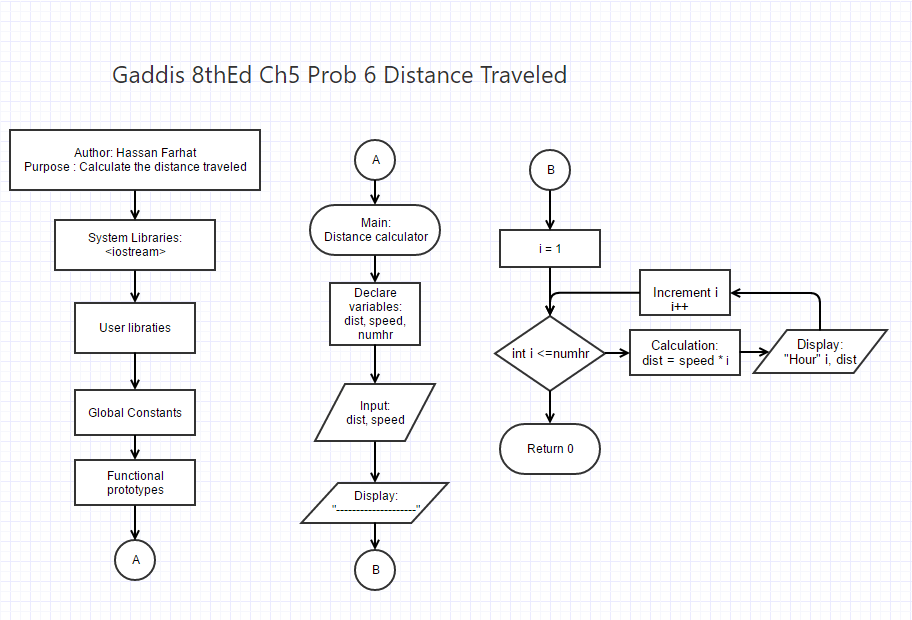 Gaddis 8thEd Ch5 Prob 6 Distance Traveled
Author: Hassan Farhat
Purpose : Calculate the distance traveled
System Libraries:
<iostream>
User libraties
Global Constants
Functional
prototypes
A
A
Main:
Distance calculator
Declare
variables:
dist, speed,
numhr
Input:
dist, speed
Display:
"--------------------"
B
B
i = 1
int i <=numhr
Calculation:
dist = speed * i
Display:
"Hour" i, dist
Increment i
i++
Return 0